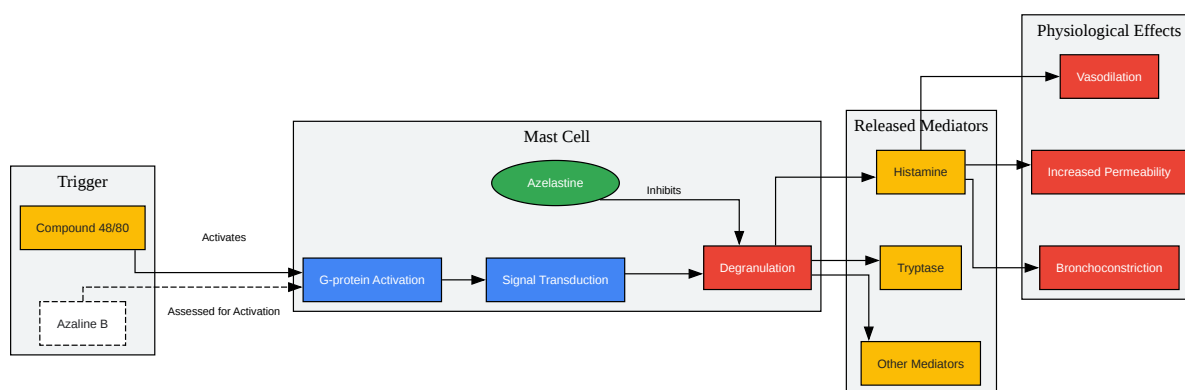 Trigger
Compound 48/80
Azaline B
Activates
Assessed for Activation
Mast Cell
Azelastine
Inhibits
G-protein Activation
Signal Transduction
Degranulation
Released Mediators
Histamine
Tryptase
Other Mediators
Physiological Effects
Vasodilation
Increased Permeability
Bronchoconstriction